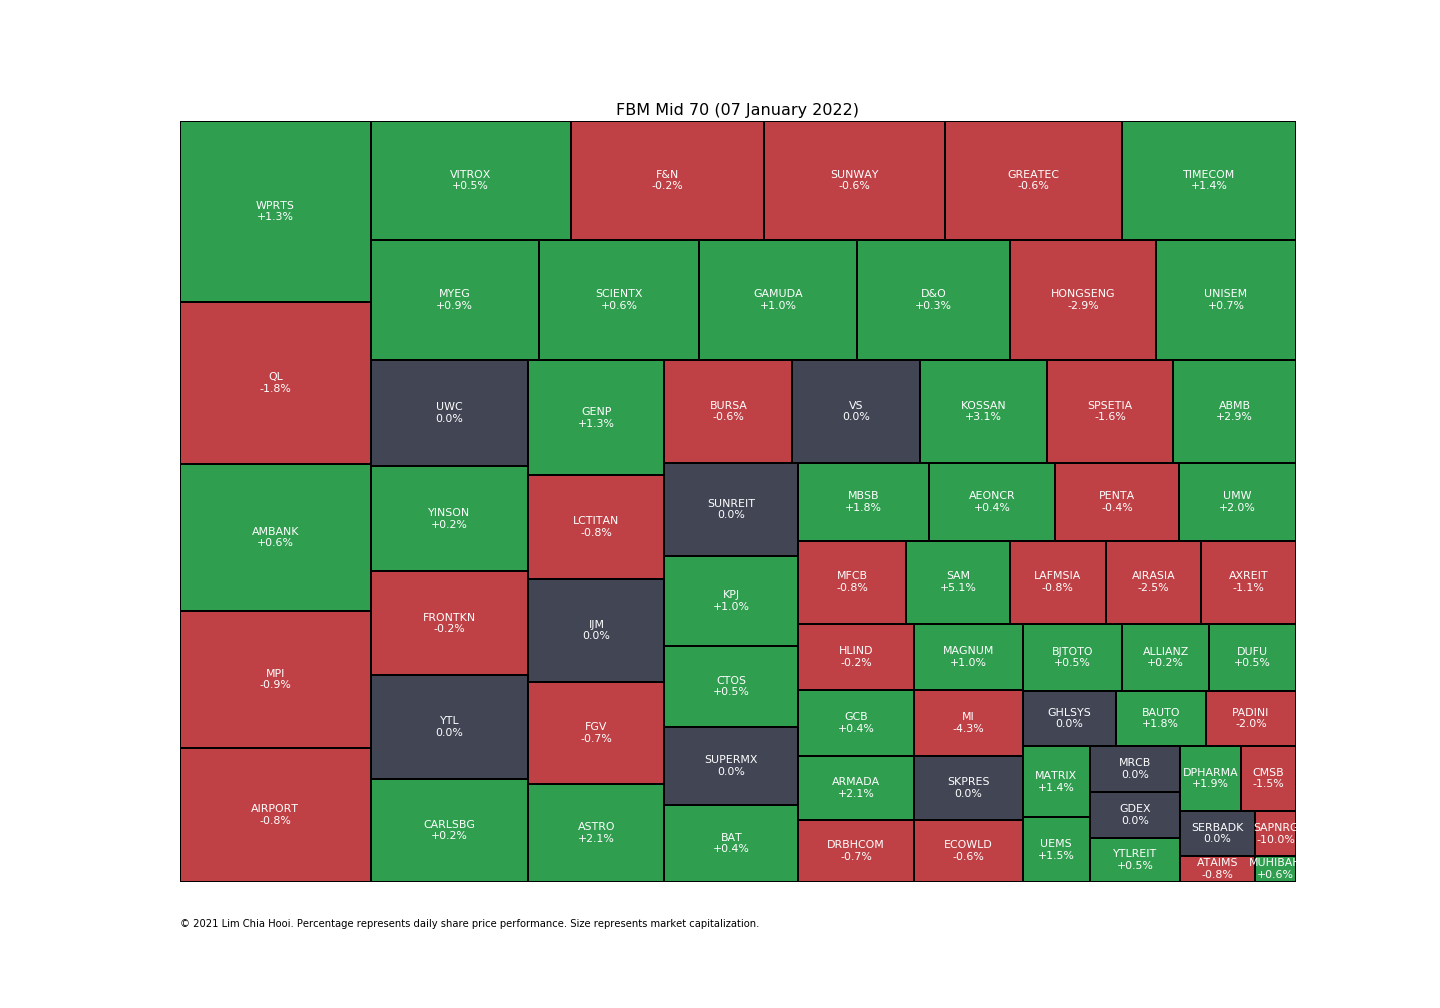 FBM Mid 70 (07 January 2022)
WPRTS
+1.3%
VITROX
+0.5%
F&N
-0.2%
SUNWAY
-0.6%
GREATEC
-0.6%
TIMECOM
+1.4%
MYEG
+0.9%
SCIENTX
+0.6%
GAMUDA
+1.0%
D&O
+0.3%
HONGSENG
-2.9%
UNISEM
+0.7%
QL
-1.8%
UWC
0.0%
GENP
+1.3%
BURSA
-0.6%
VS
0.0%
KOSSAN
+3.1%
SPSETIA
-1.6%
ABMB
+2.9%
AMBANK
+0.6%
YINSON
+0.2%
LCTITAN
-0.8%
SUNREIT
0.0%
MBSB
+1.8%
AEONCR
+0.4%
PENTA
-0.4%
UMW
+2.0%
KPJ
+1.0%
MFCB
-0.8%
SAM
+5.1%
LAFMSIA
-0.8%
AIRASIA
-2.5%
AXREIT
-1.1%
MPI
-0.9%
FRONTKN
-0.2%
IJM
0.0%
CTOS
+0.5%
HLIND
-0.2%
MAGNUM
+1.0%
BJTOTO
+0.5%
ALLIANZ
+0.2%
DUFU
+0.5%
YTL
0.0%
FGV
-0.7%
SUPERMX
0.0%
GCB
+0.4%
MI
-4.3%
GHLSYS
0.0%
BAUTO
+1.8%
PADINI
-2.0%
AIRPORT
-0.8%
CARLSBG
+0.2%
ASTRO
+2.1%
BAT
+0.4%
ARMADA
+2.1%
SKPRES
0.0%
MATRIX
+1.4%
MRCB
0.0%
DPHARMA
+1.9%
CMSB
-1.5%
GDEX
0.0%
DRBHCOM
-0.7%
ECOWLD
-0.6%
UEMS
+1.5%
YTLREIT
+0.5%
SERBADK
0.0%
SAPNRG
-10.0%
ATAIMS
-0.8%
MUHIBAH
+0.6%
© 2021 Lim Chia Hooi. Percentage represents daily share price performance. Size represents market capitalization.